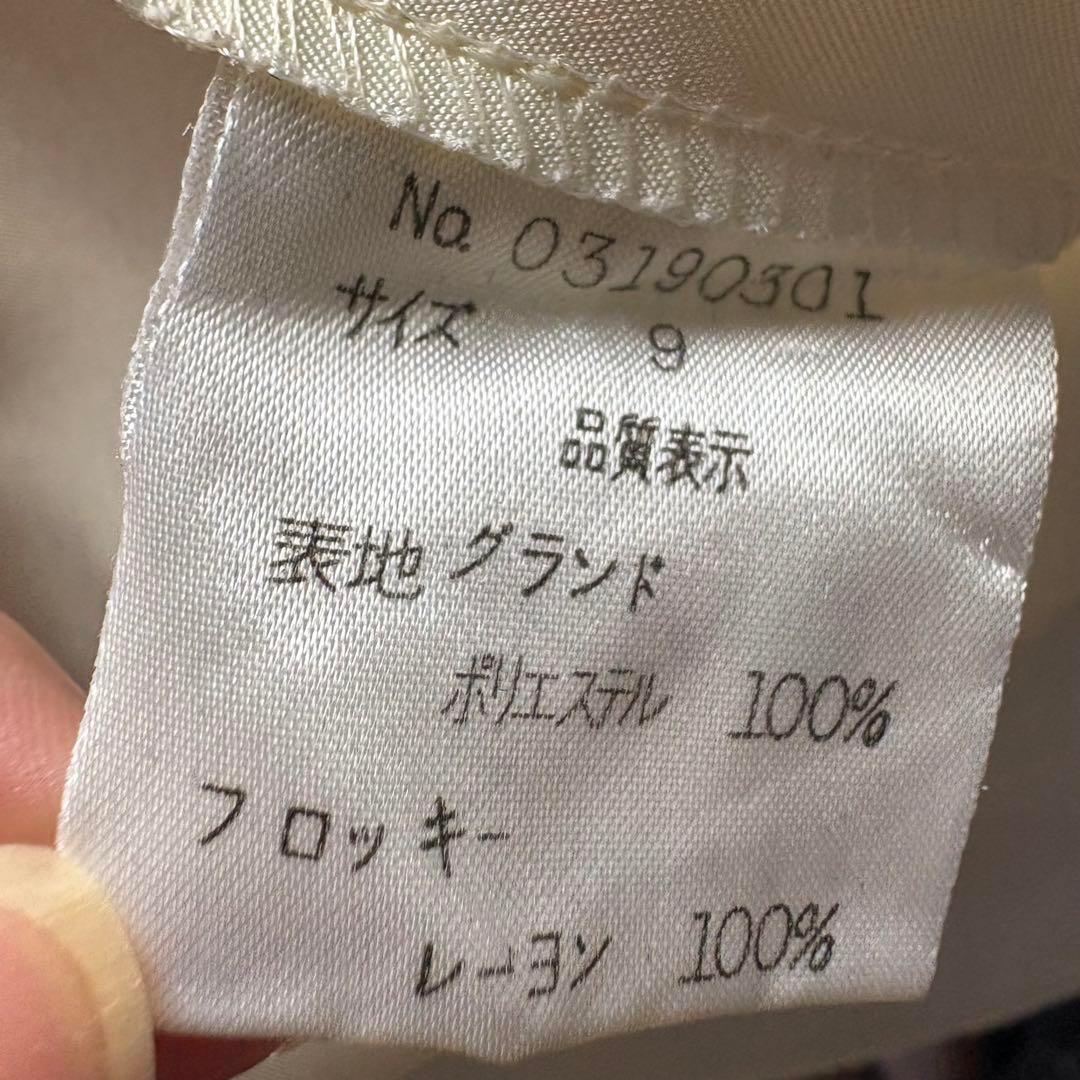 No. 03190301
サイズ 9
品質表示
表地 グランド
ポリエステル 100%
フロッキー
レーヨン 100%